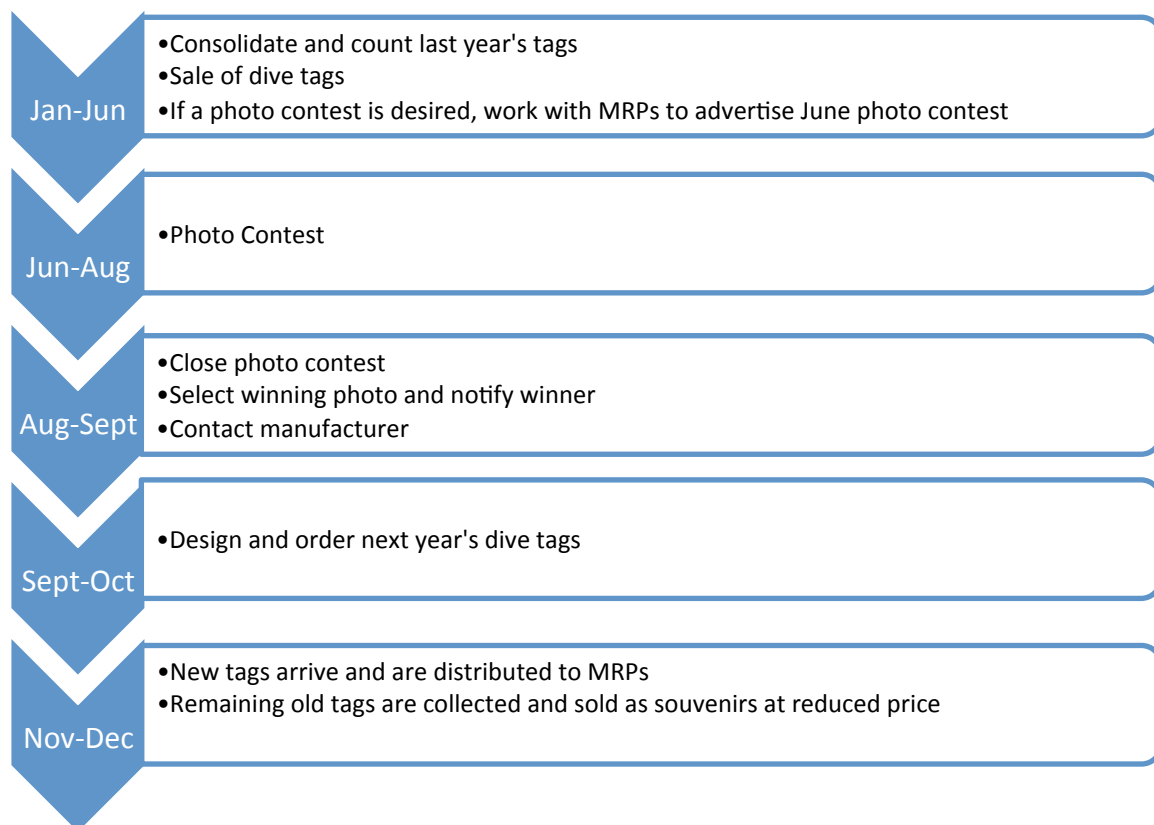 Jan-Jun
•Consolidate and count last year's tags
•Sale of dive tags
•If a photo contest is desired, work with MRPs to advertise June photo contest
Jun-Aug
•Photo Contest
Aug-Sept
•Close photo contest
•Select winning photo and notify winner
•Contact manufacturer
Sept-Oct
•Design and order next year's dive tags
Nov-Dec
•New tags arrive and are distributed to MRPs
•Remaining old tags are collected and sold as souvenirs at reduced price